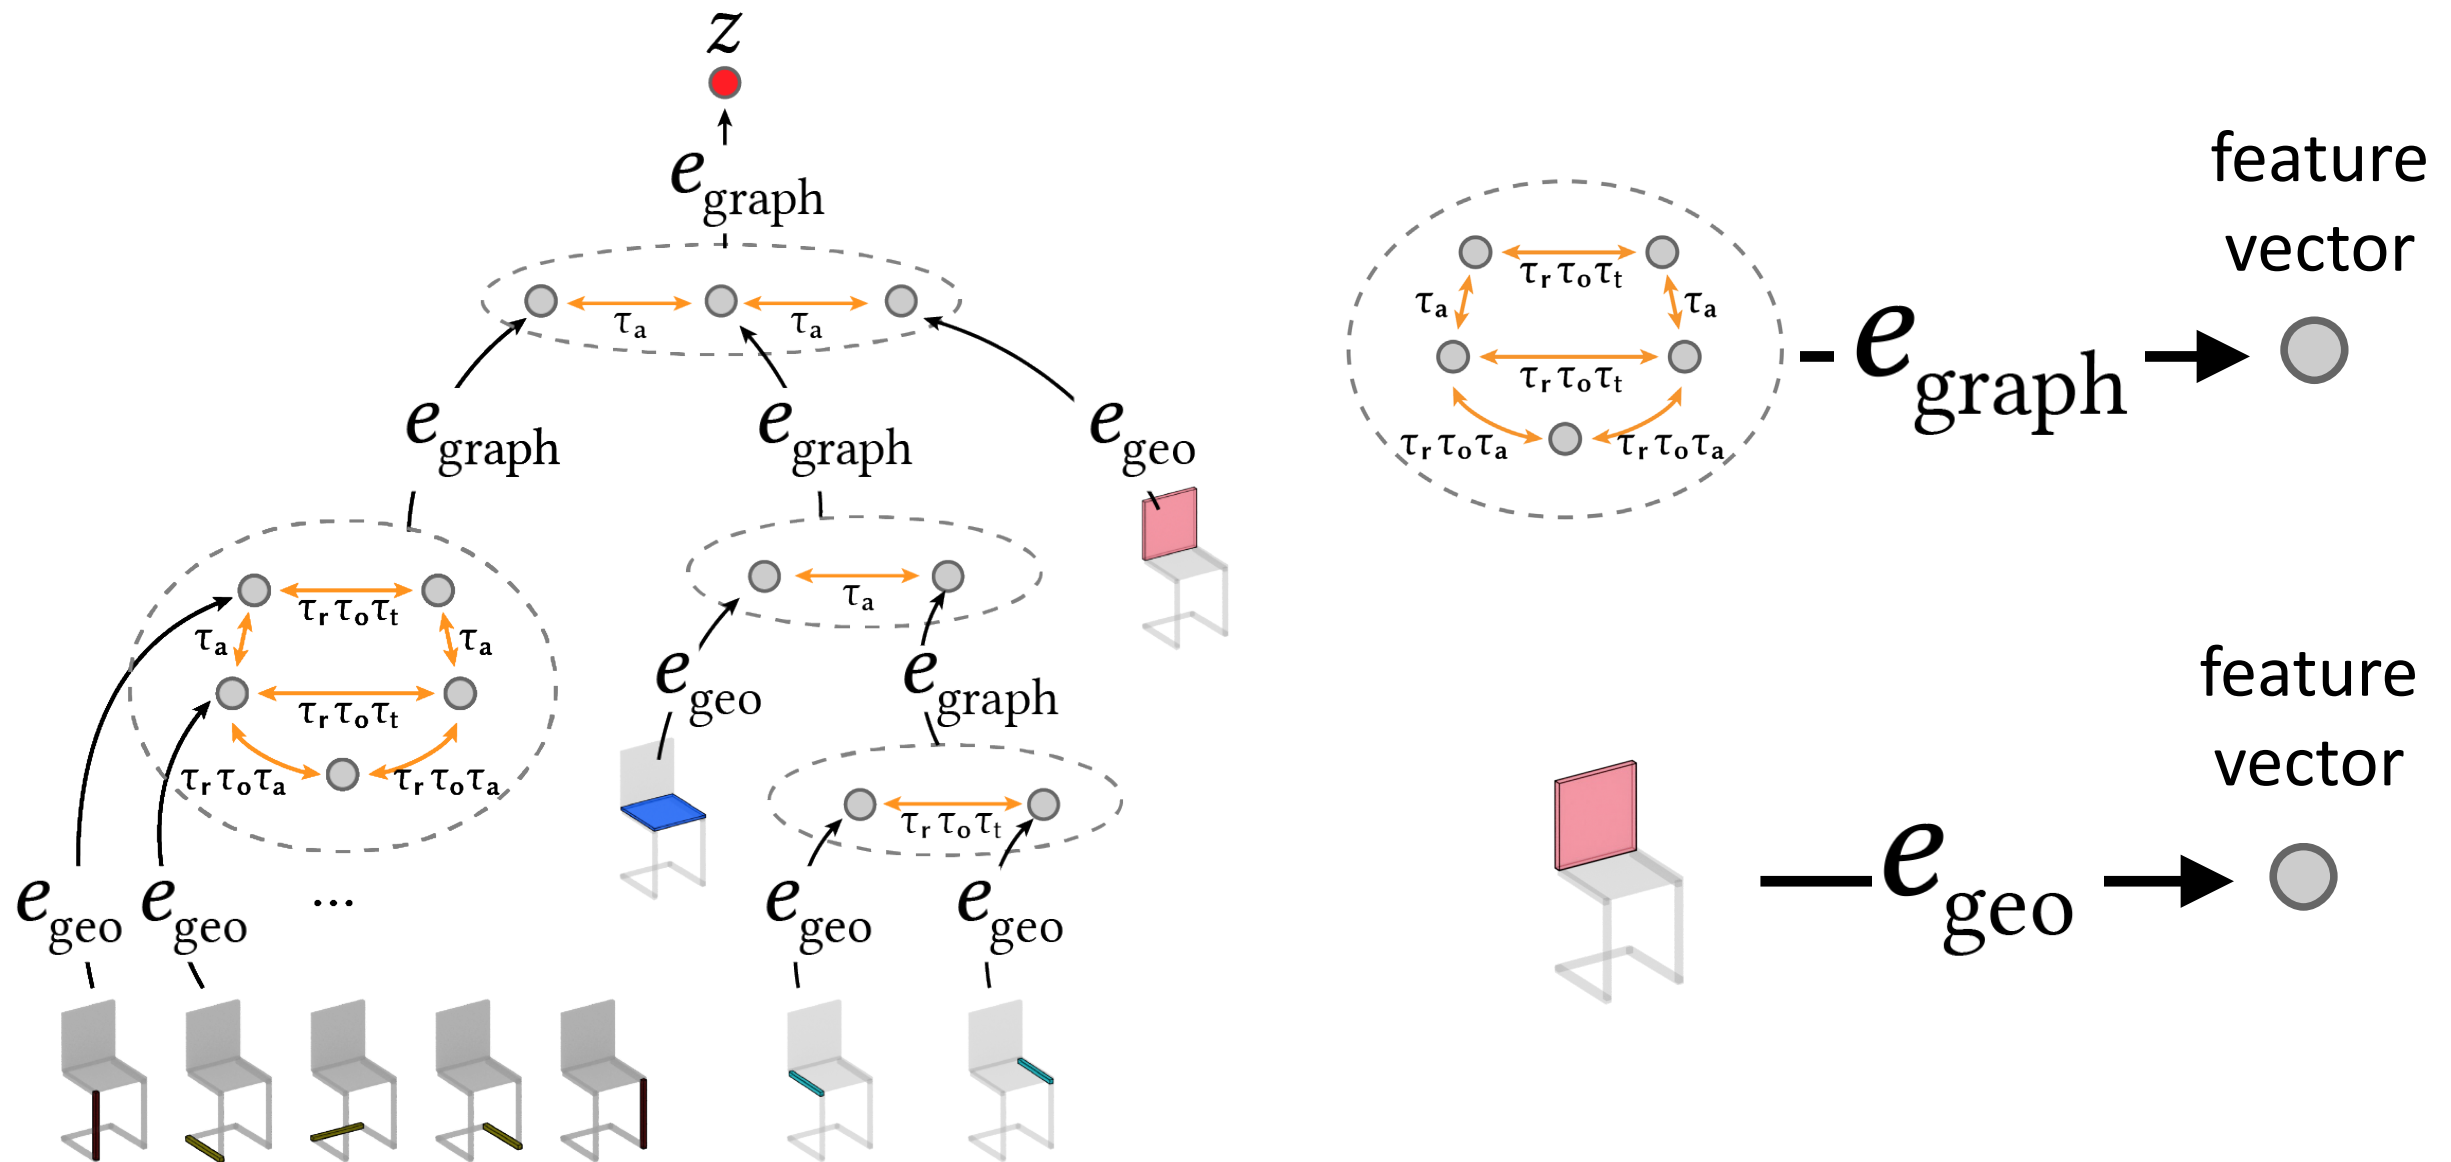 z
e_graph
τ_a τ_a
e_graph e_graph e_geo
τ_r τ_o τ_t
τ_a τ_a
τ_r τ_o τ_t
τ_r τ_o τ_a τ_r τ_o τ_a
τ_a
e_geo e_graph
τ_r τ_o τ_t
e_geo e_geo ... e_geo e_geo
feature
vector
τ_r τ_o τ_t
τ_a τ_a
τ_r τ_o τ_t
τ_r τ_o τ_a τ_r τ_o τ_a
e_graph
feature
vector
e_geo